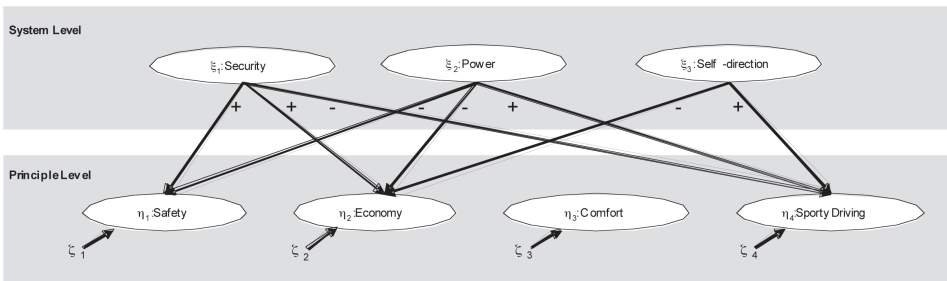 System Level
ξ1:Security
ξ2:Power
ξ3:Self -direction
+ + - - - + - +
Principle Level
η1:Safety
η2:Economy
η3:Comfort
η4:Sporty Driving
ζ 1
ζ 2
ζ 3
ζ 4